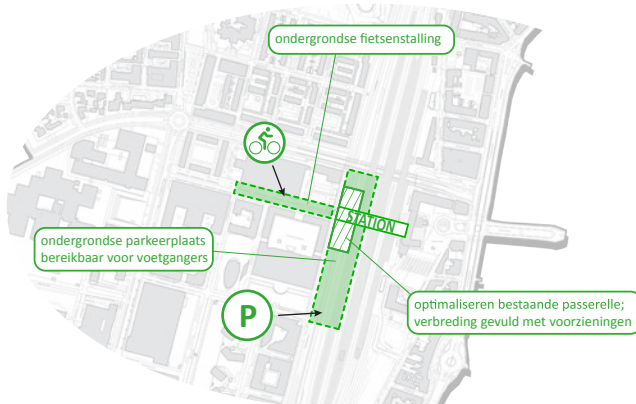 ondergrondse fietsenstalling
STATION
ondergrondse parkeerplaats
bereikbaar voor voetgangers
P
optimaliseren bestaande passerelle;
verbreding gevuld met voorzieningen